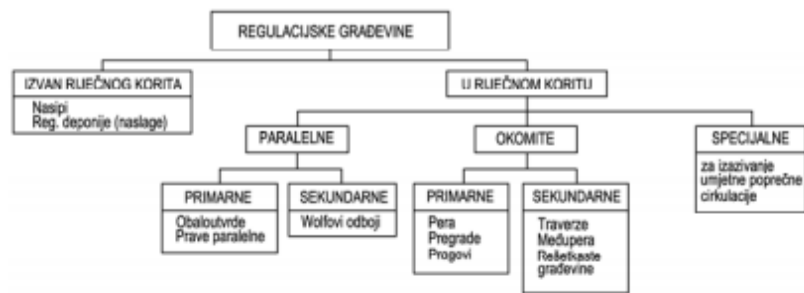 REGULACIJSKE GRAĐEVINE
IZVAN RIJEČNOG KORITA
Nasipi
Reg. deponije (naslage)
U RIJEČNOM KORITU
PARALELNE
OKOMITE
SPECIJALNE
za izazivanje
umjetne poprečne
cirkulacije
PRIMARNE
Obaloutvrde
Prave paralelne
SEKUNDARNE
Wolfovi odboji
PRIMARNE
Pera
Pregrade
Progovi
SEKUNDARNE
Traverze
Međupera
Rešetkaste
građevine